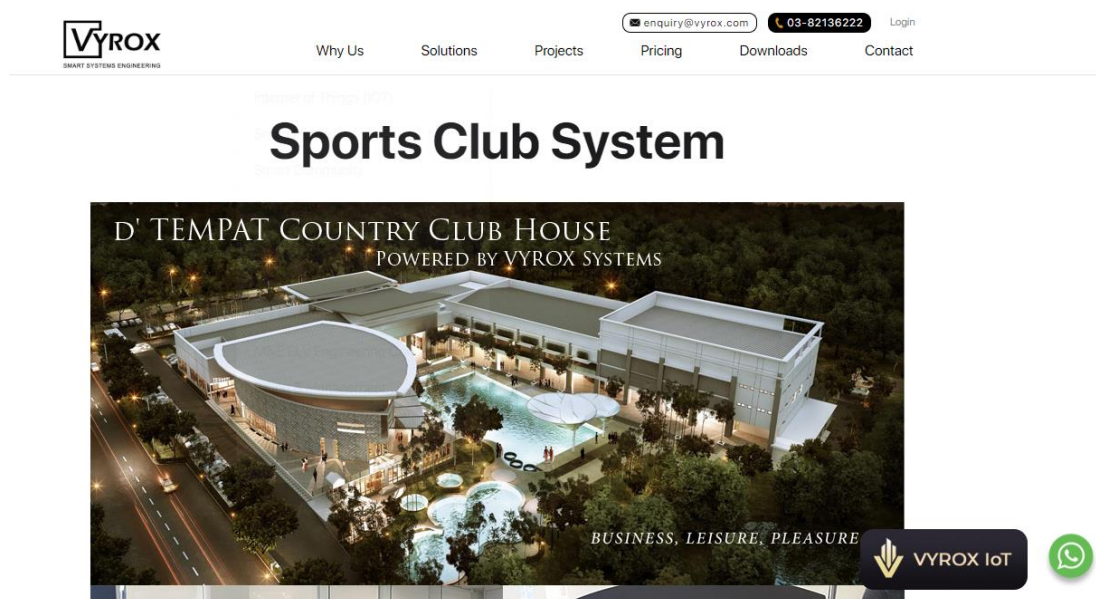 VYROX
SMART SYSTEMS ENGINEERING
enquiry@vyrox.com
03-82136222
Login
Why Us
Solutions
Projects
Pricing
Downloads
Contact
Internet of Things (IOT)
Sports Club System
D' TEMPAT COUNTRY CLUB HOUSE
POWERED BY VYROX SYSTEMS
BUSINESS, LEISURE, PLEASURE
VYROX IoT